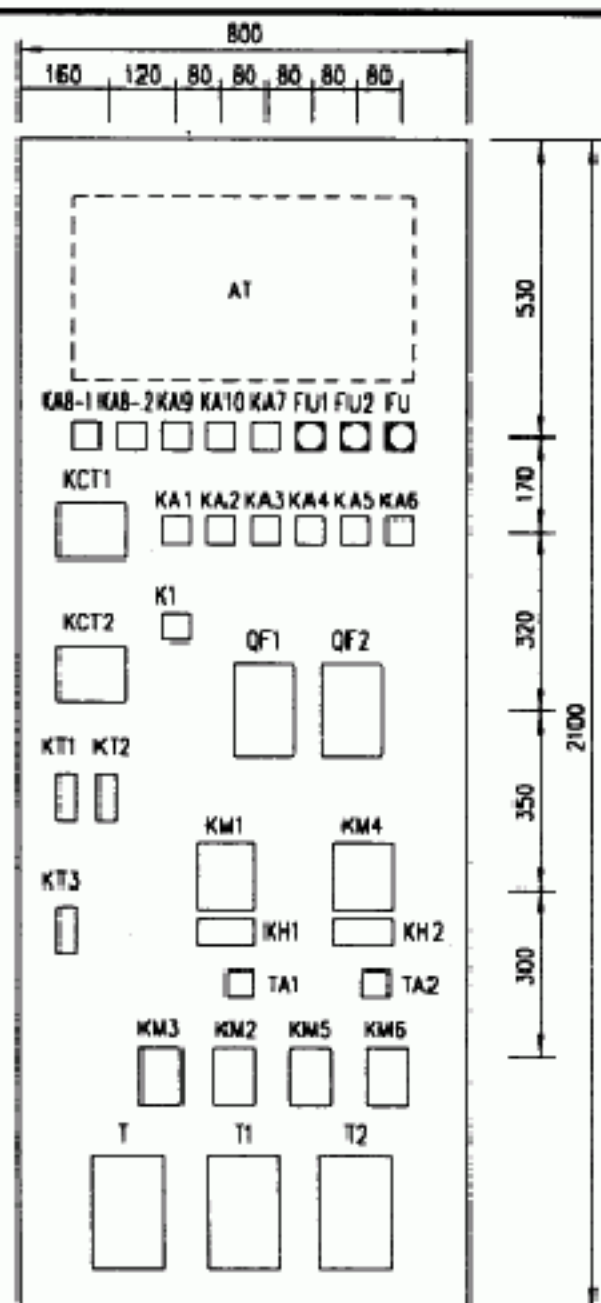 800
160 120 80 80 80 80 80
530
AT
KA8-1 KA8-2 KA9 KA10 KA7 FU1 FU2 FU
170
KCT1
KA1 KA2 KA3 KA4 KA5 KA6
K1
320
KCT2
QF1 QF2
2100
KT1 KT2
350
KM1 KM4
KT3
KH1 KH2
300
TA1 TA2
KM3 KM2 KM5 KM6
T T1 T2